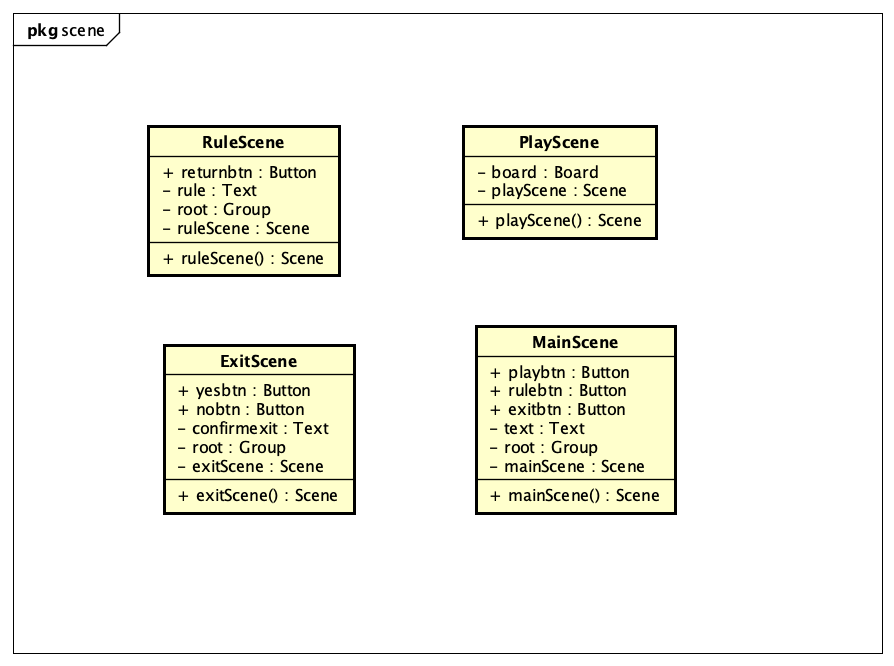 pkg scene
RuleScene
+ returnbtn : Button
- rule : Text
- root : Group
- ruleScene : Scene
+ ruleScene() : Scene
PlayScene
- board : Board
- playScene : Scene
+ playScene() : Scene
ExitScene
+ yesbtn : Button
+ nobtn : Button
- confirmexit : Text
- root : Group
- exitScene : Scene
+ exitScene() : Scene
MainScene
+ playbtn : Button
+ rulebtn : Button
+ exitbtn : Button
- text : Text
- root : Group
- mainScene : Scene
+ mainScene() : Scene